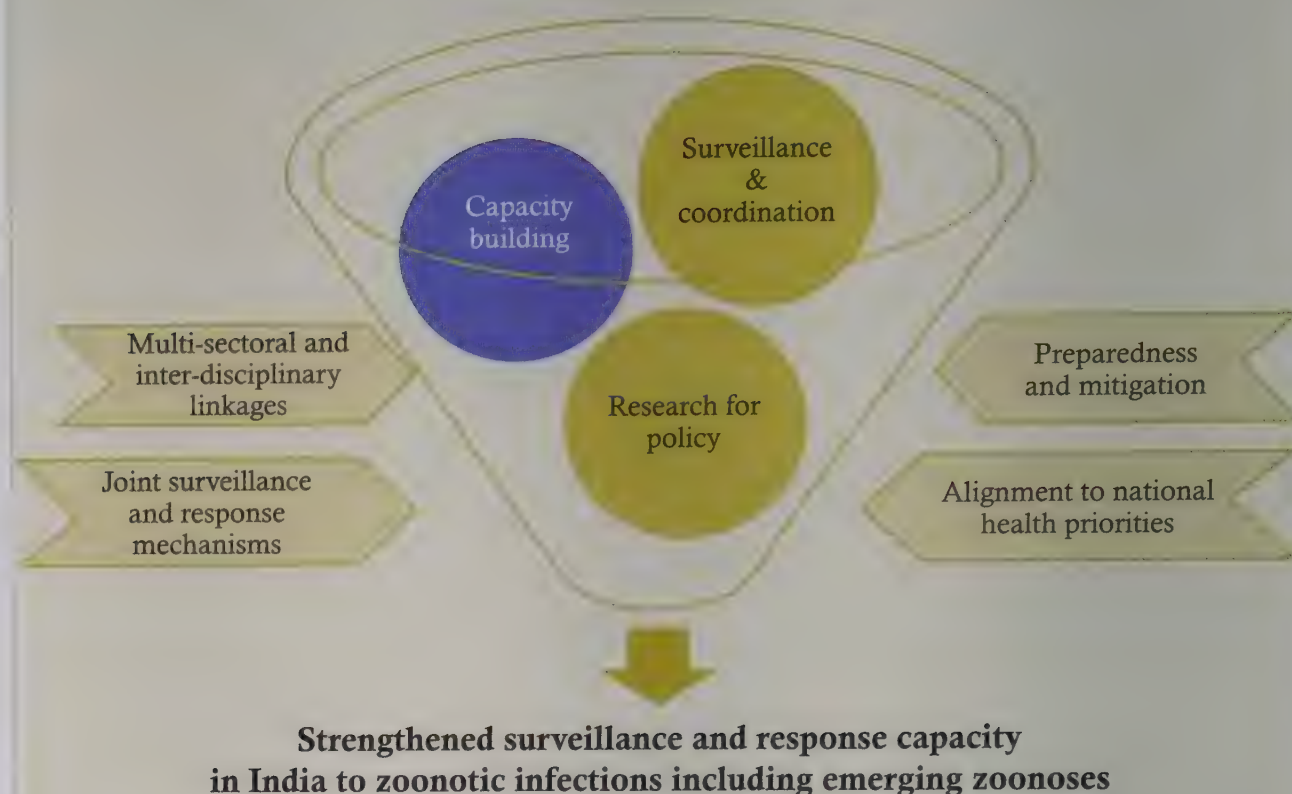 Surveillance
&
coordination
Capacity
building
Multi-sectoral and
inter-disciplinary
linkages
Preparedness
and mitigation
Research for
policy
Joint surveillance
and response
mechanisms
Alignment to national
health priorities
Strengthened surveillance and response capacity
in India to zoonotic infections including emerging zoonoses